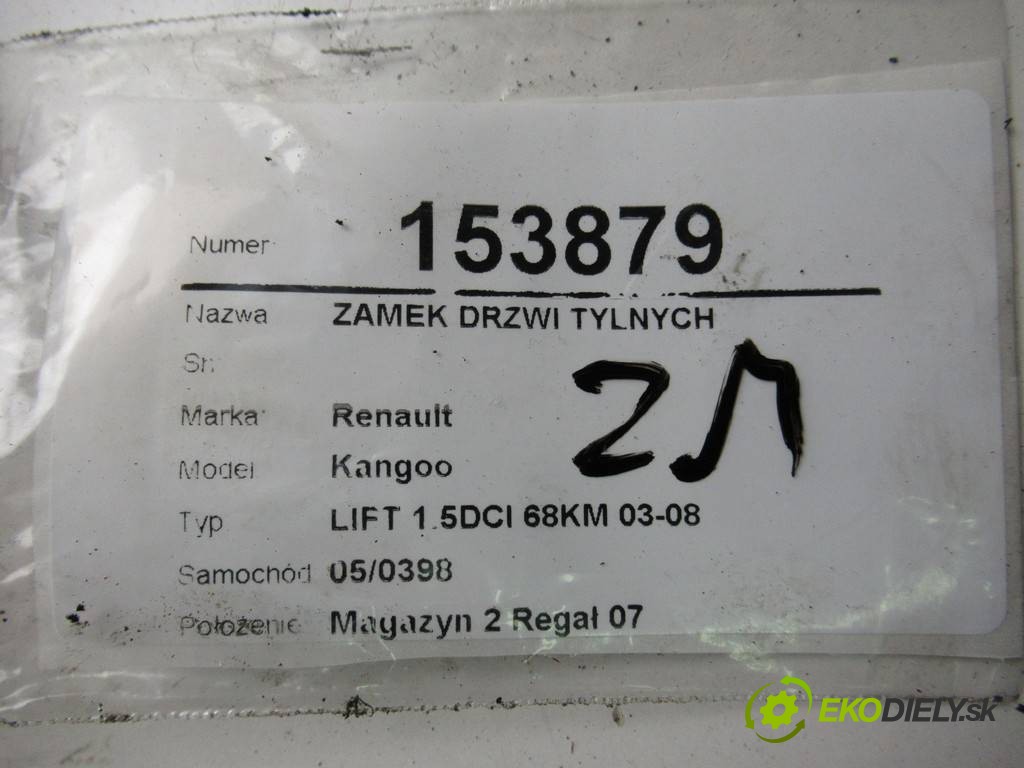 Numer 153879
Nazwa ZAMEK DRZWI TYLNYCH
Sn
Marka Renault
Model Kangoo
Typ LIFT 1.5DCI 68KM 03-08
Samochód 05/0398
Położenie Magazyn 2 Regał 07
EKODIELY.sk